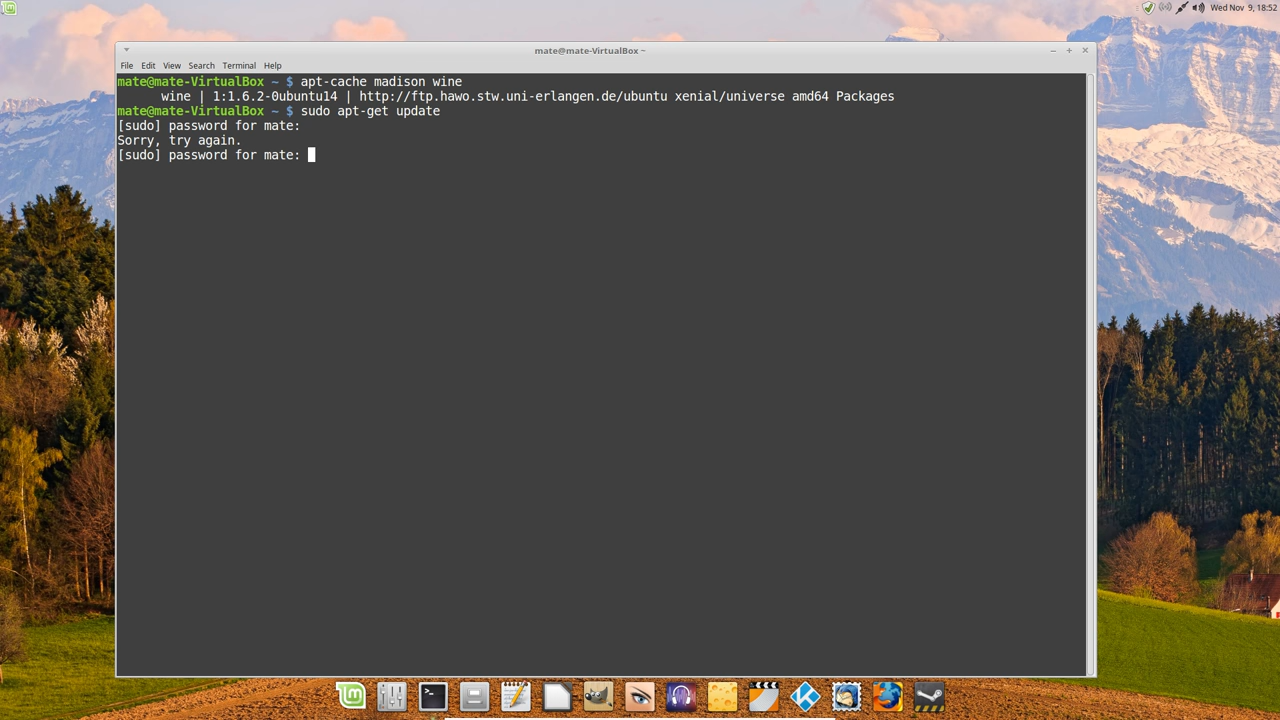 Wed Nov 9, 18:52
mate@mate-VirtualBox ~
File Edit View Search Terminal Help
mate@mate-VirtualBox ~ $ apt-cache madison wine
wine | 1:1.6.2-0ubuntu14 | http://ftp.hawo.stw.uni-erlangen.de/ubuntu xenial/universe amd64 Packages
mate@mate-VirtualBox ~ $ sudo apt-get update
[sudo] password for mate:
Sorry, try again.
[sudo] password for mate: